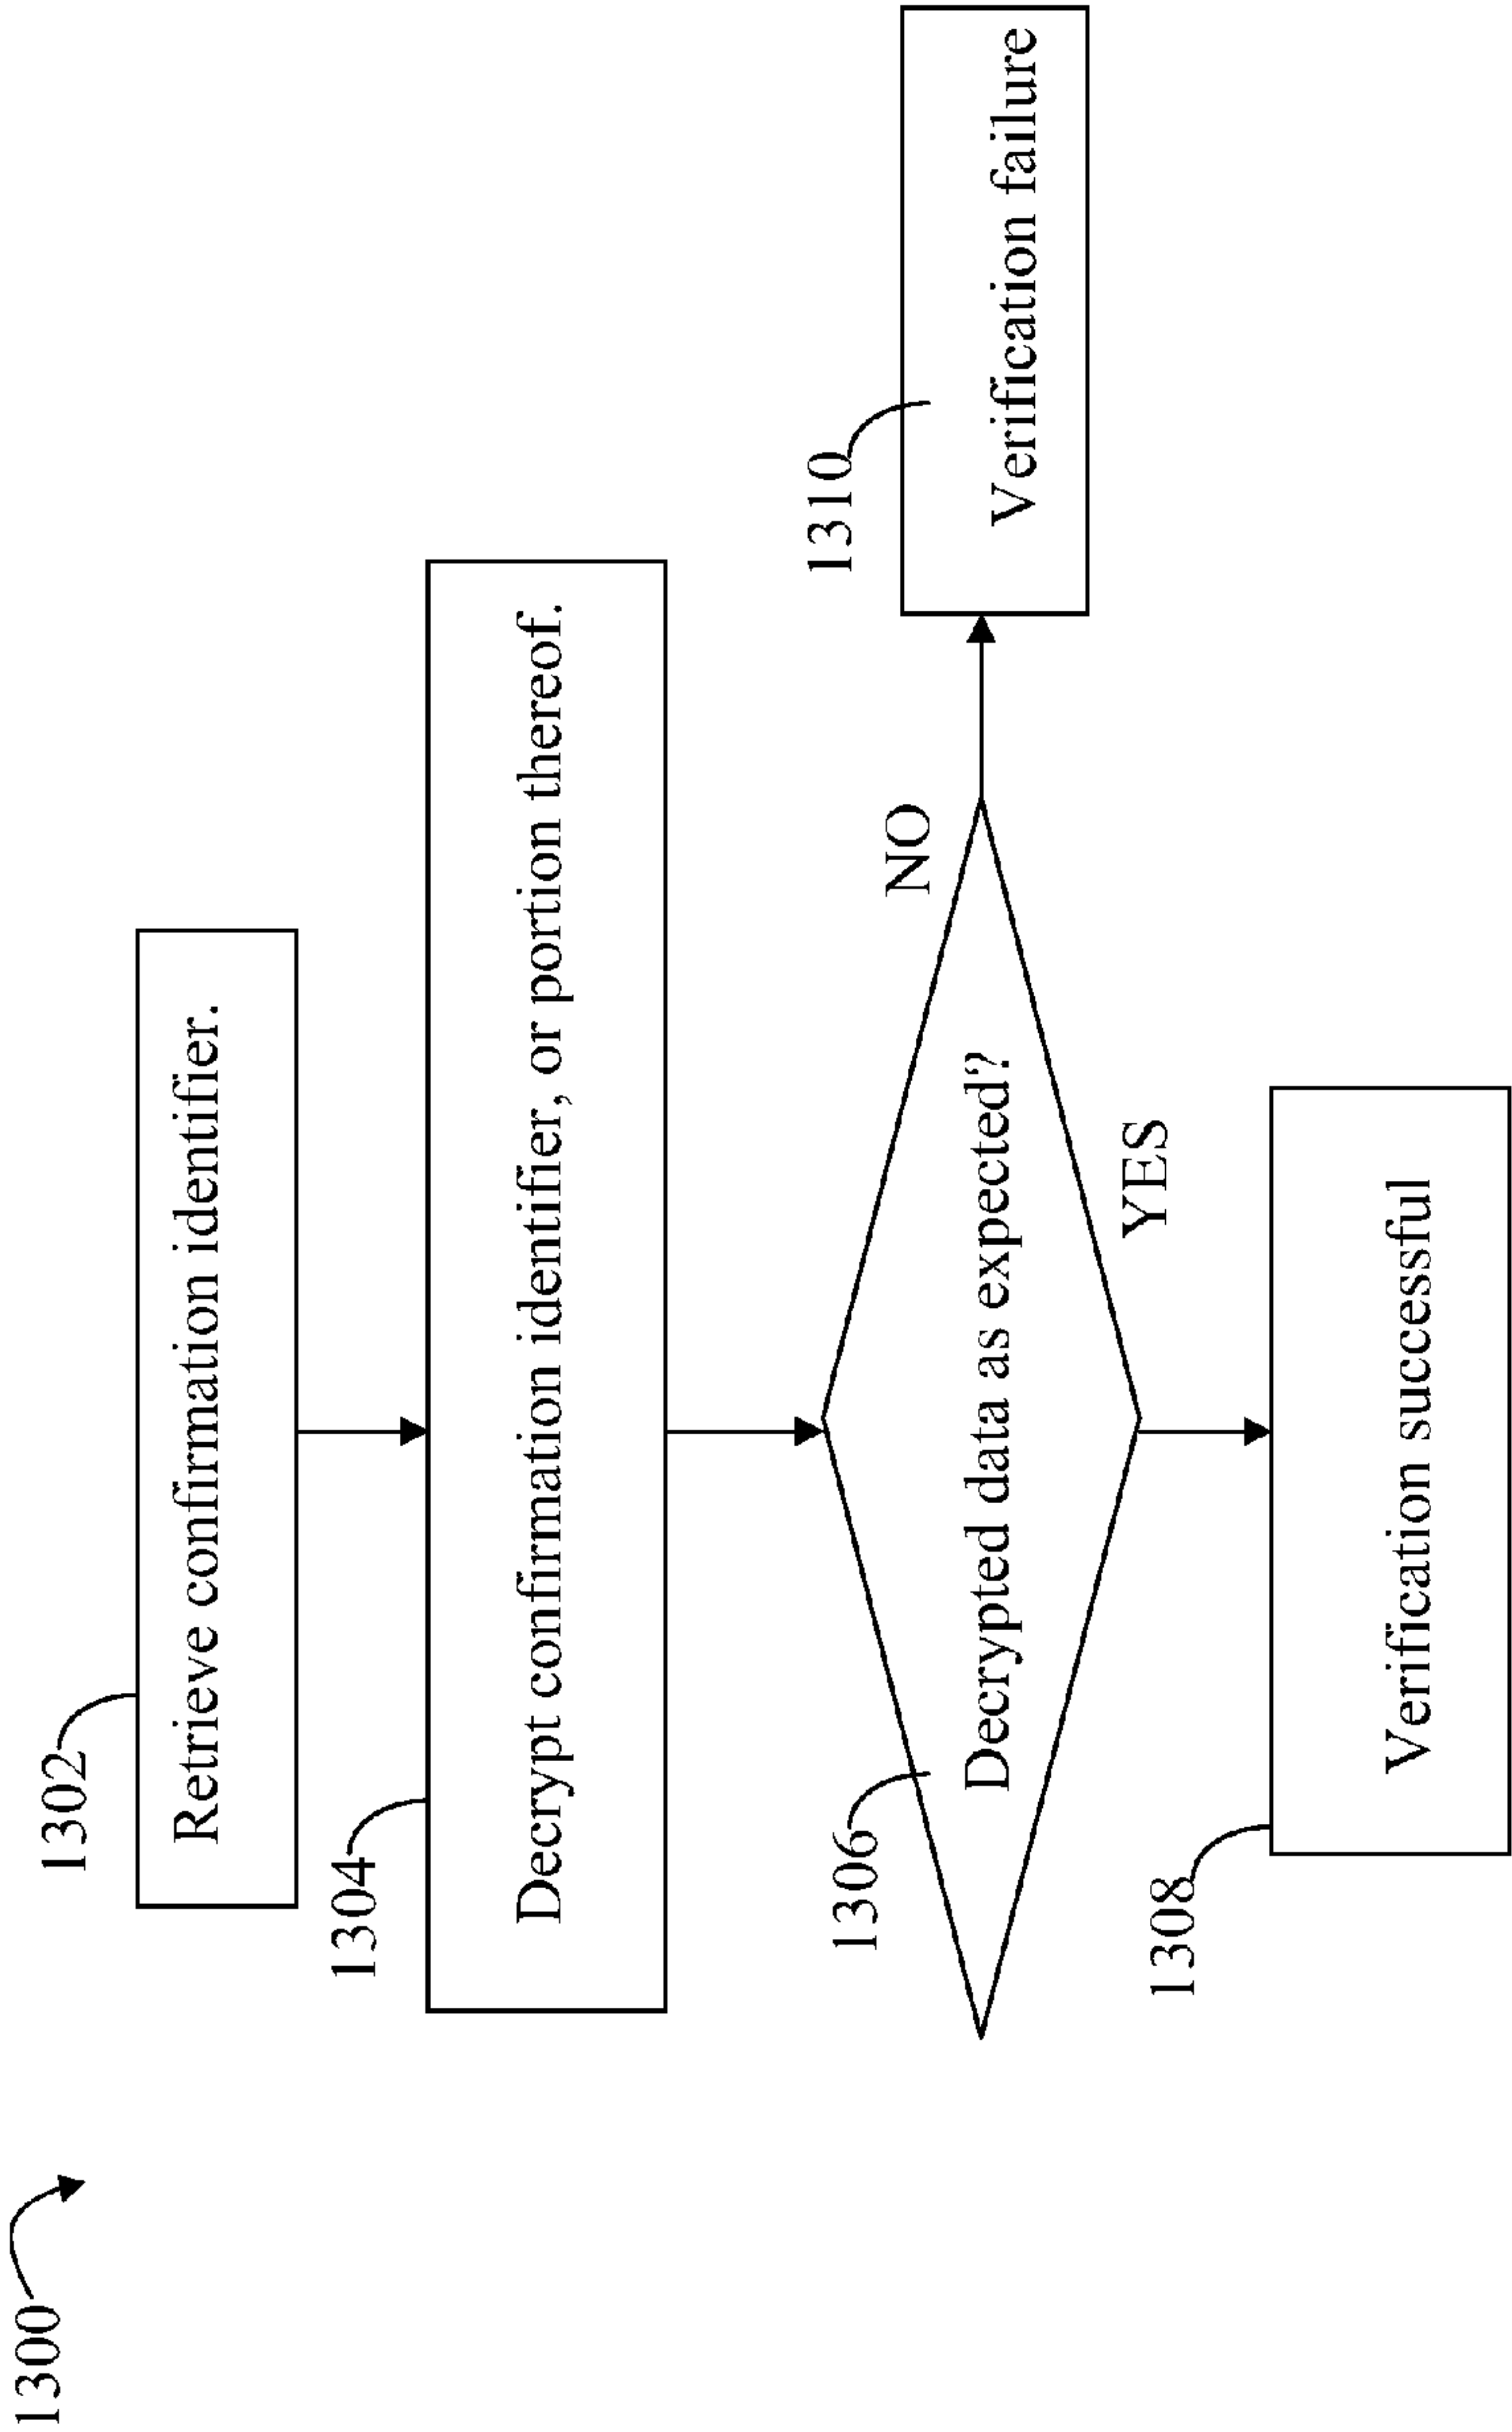 1300
1302
Retrieve confirmation identifier.
1304
Decrypt confirmation identifier, or portion thereof.
1306
Decrypted data as expected?
NO
1310
Verification failure
YES
1308
Verification successful